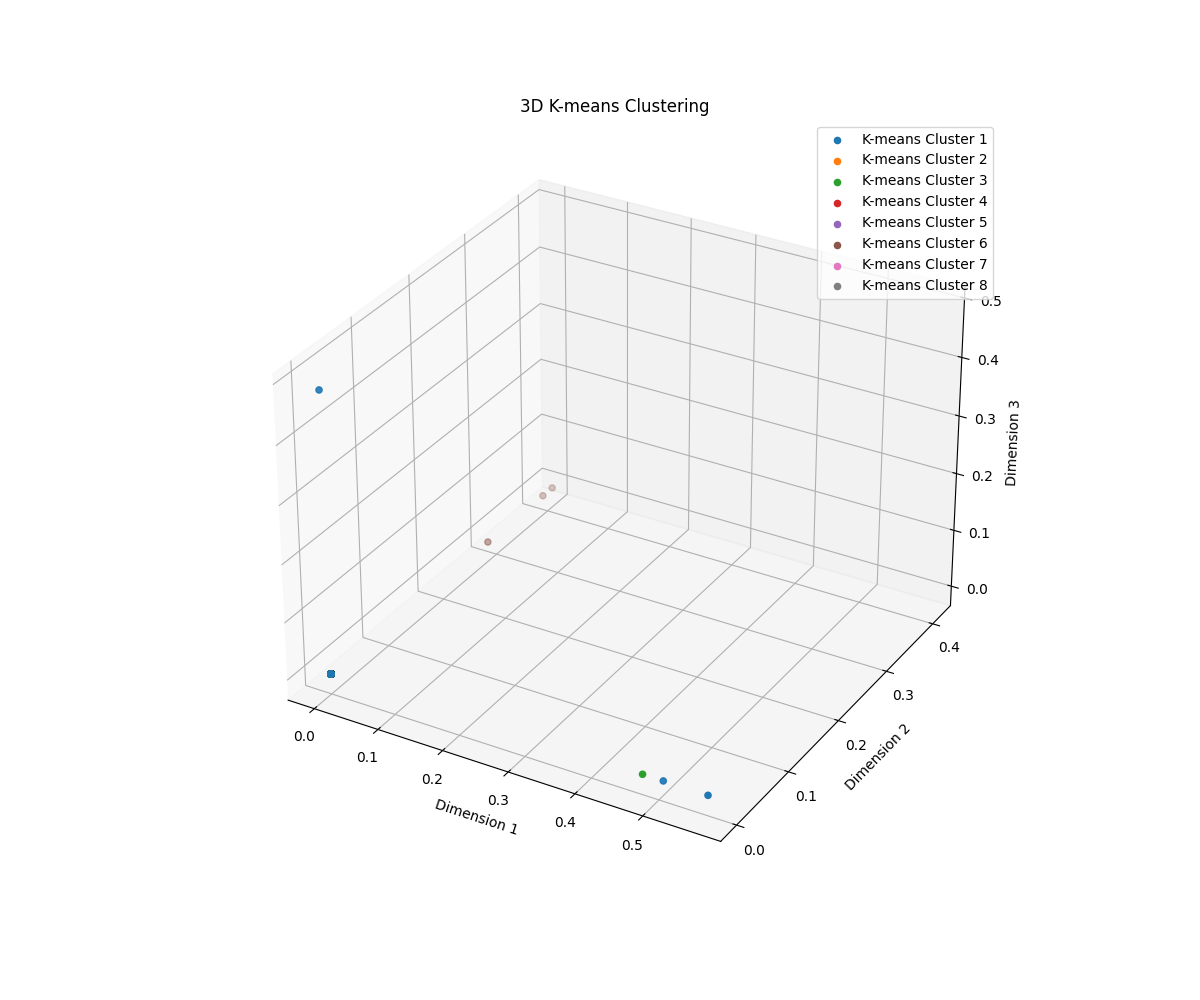 3D K-means Clustering
K-means Cluster 1
K-means Cluster 2
K-means Cluster 3
K-means Cluster 4
K-means Cluster 5
K-means Cluster 6
K-means Cluster 7
K-means Cluster 8
0.5
0.4
0.3
0.2
0.1
0.0
Dimension 3
0.4
0.3
0.2
0.1
0.0
Dimension 2
0.0
0.1
0.2
0.3
0.4
0.5
Dimension 1